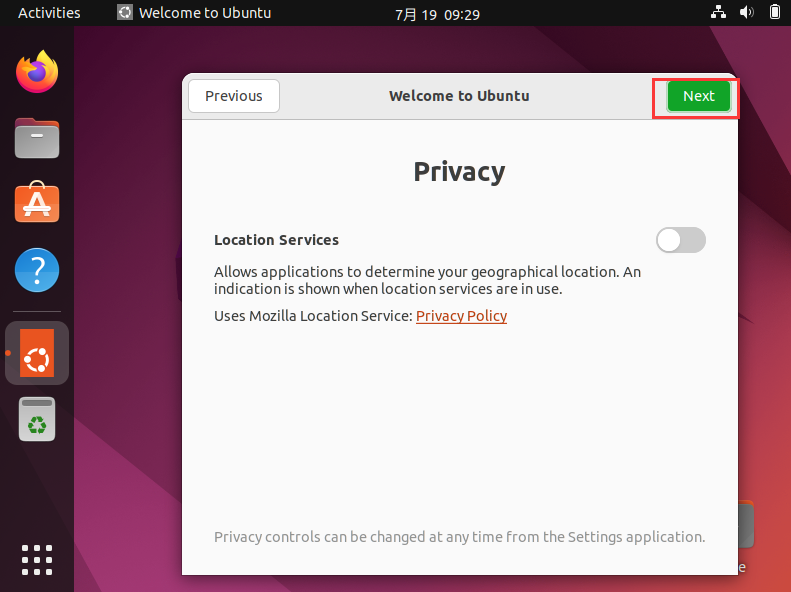 Activities
Welcome to Ubuntu
7月 19 09:29
Previous
Welcome to Ubuntu
Next
Privacy
Location Services
Allows applications to determine your geographical location. An
indication is shown when location services are in use.
Uses Mozilla Location Service: Privacy Policy
Privacy controls can be changed at any time from the Settings application.
e